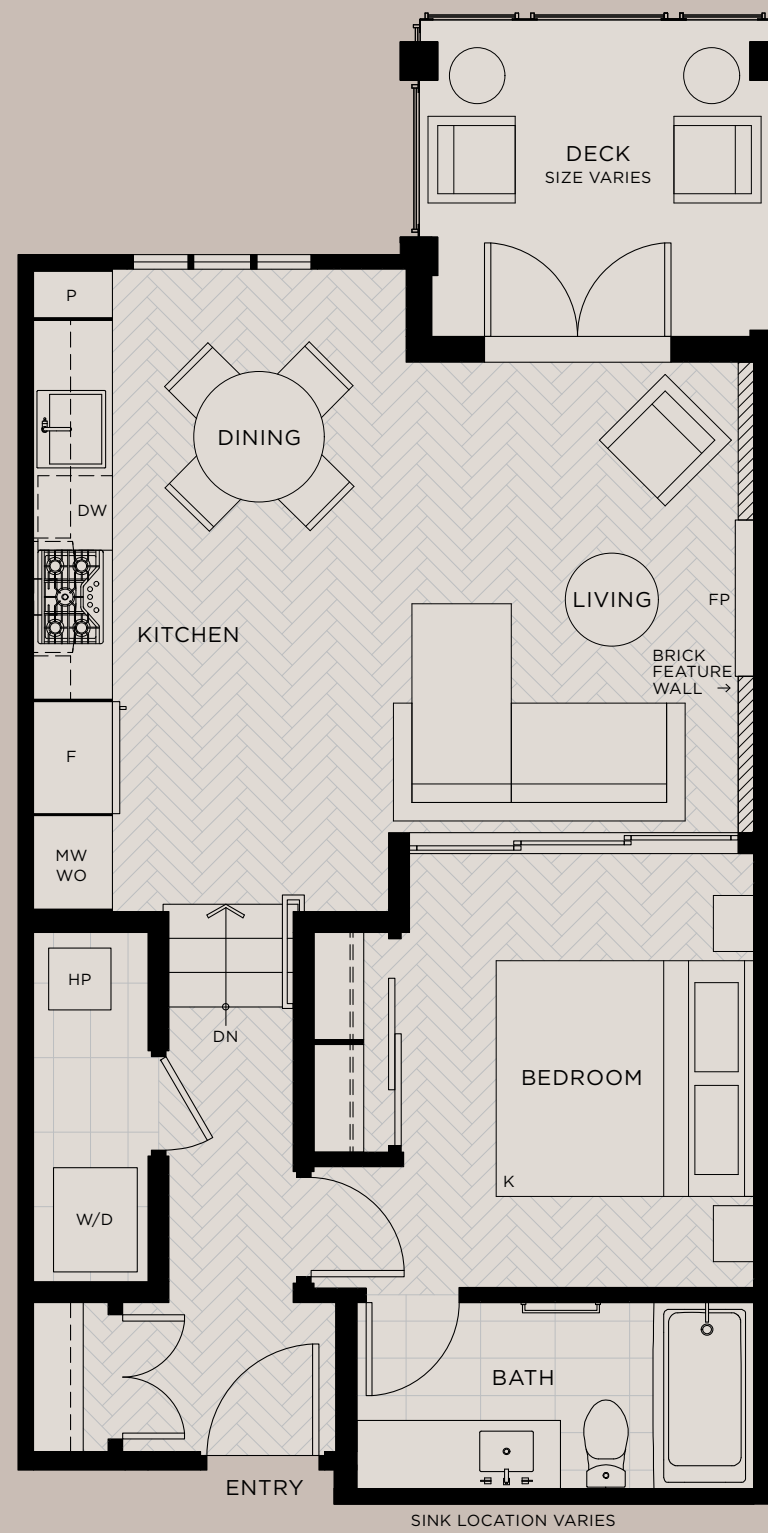 DECK
SIZE VARIES
P
DINING
DW
LIVING
FP
KITCHEN
BRICK
FEATURE
WALL →
F
MW
WO
HP
DN
BEDROOM
K
W/D
BATH
ENTRY
SINK LOCATION VARIES